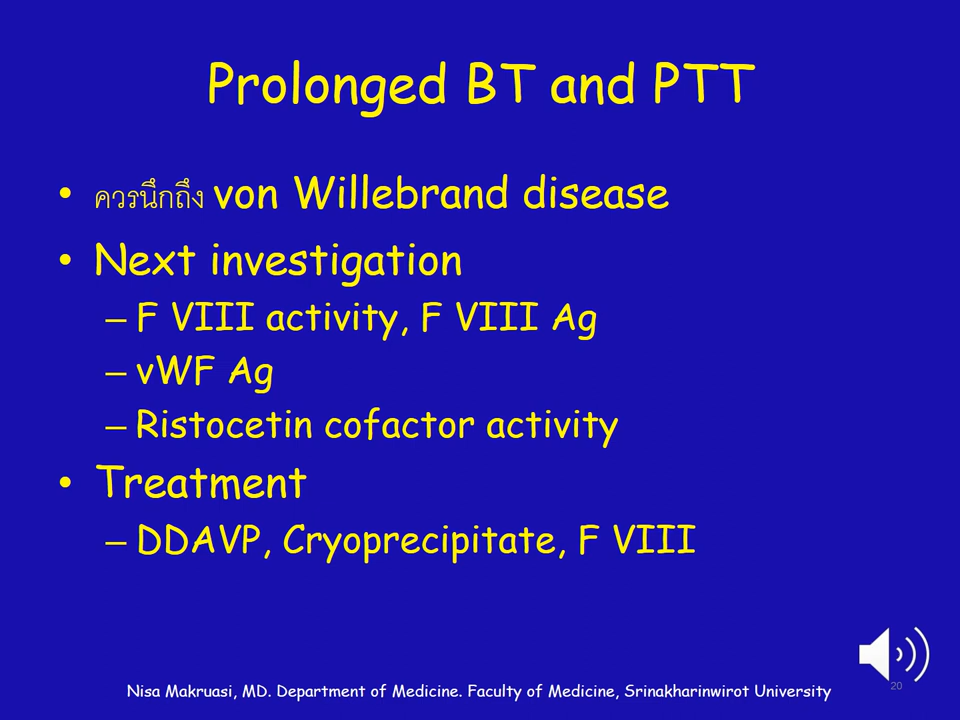 Prolonged BT and PTT
• ควรนึกถึง von Willebrand disease
• Next investigation
– F VIII activity, F VIII Ag
– vWF Ag
– Ristocetin cofactor activity
• Treatment
– DDAVP, Cryoprecipitate, F VIII
Nisa Makruasi, MD. Department of Medicine. Faculty of Medicine, Srinakharinwirot University
20